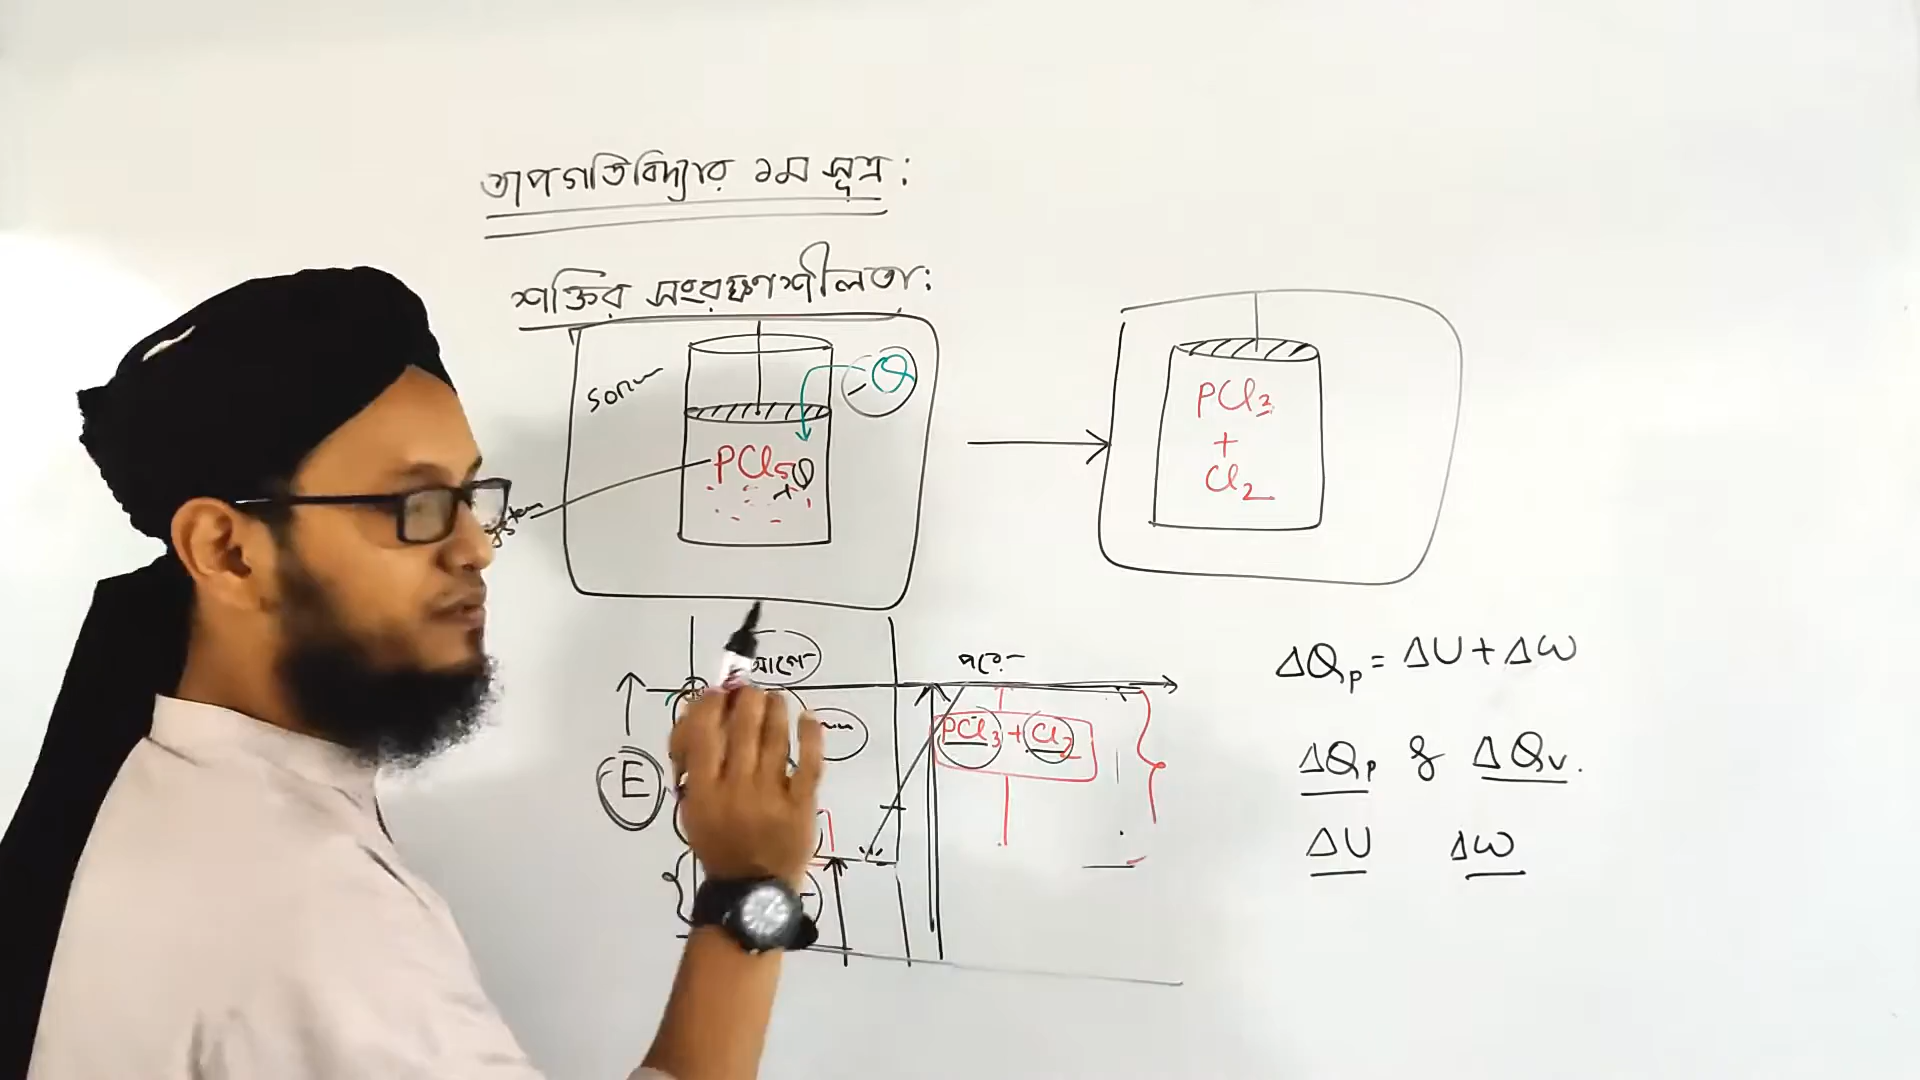 তাপগতিবিদ্যার ১ম সূত্র:
শক্তির সংরক্ষণশীলতা:
Q
PCl5 + Q
PCl3
+
Cl2
আগে
পরে
PCl3 + Cl2
E
ΔQp = ΔU + ΔW
ΔQp & ΔQv.
ΔU ΔW